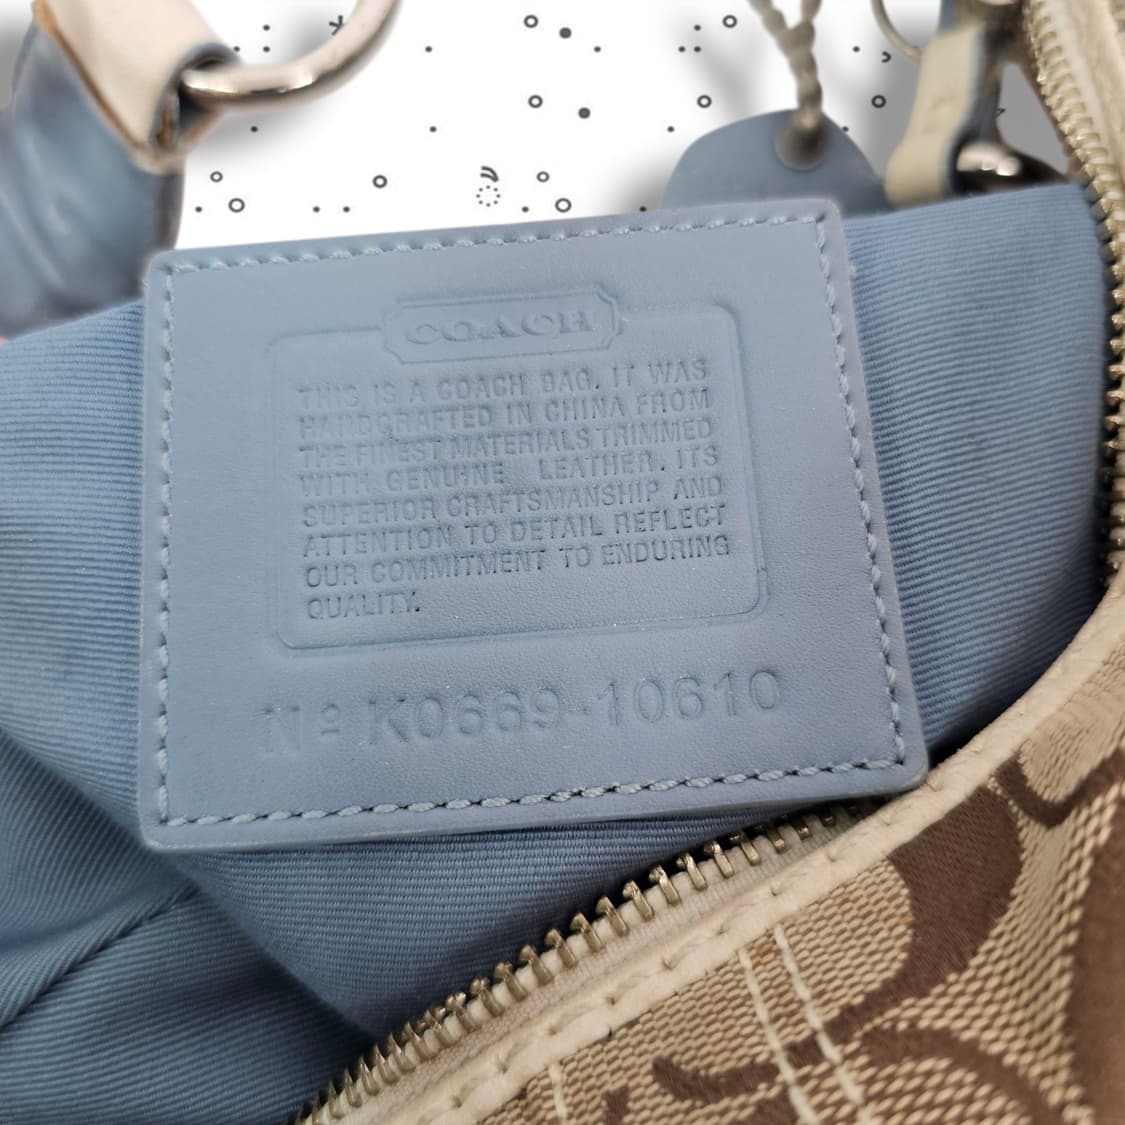 COACH
THIS IS A COACH BAG. IT WAS
HANDCRAFTED IN CHINA FROM
THE FINEST MATERIALS TRIMMED
WITH GENUINE LEATHER. ITS
SUPERIOR CRAFTSMANSHIP AND
ATTENTION TO DETAIL REFLECT
OUR COMMITMENT TO ENDURING
QUALITY.
Nº K0669-10610